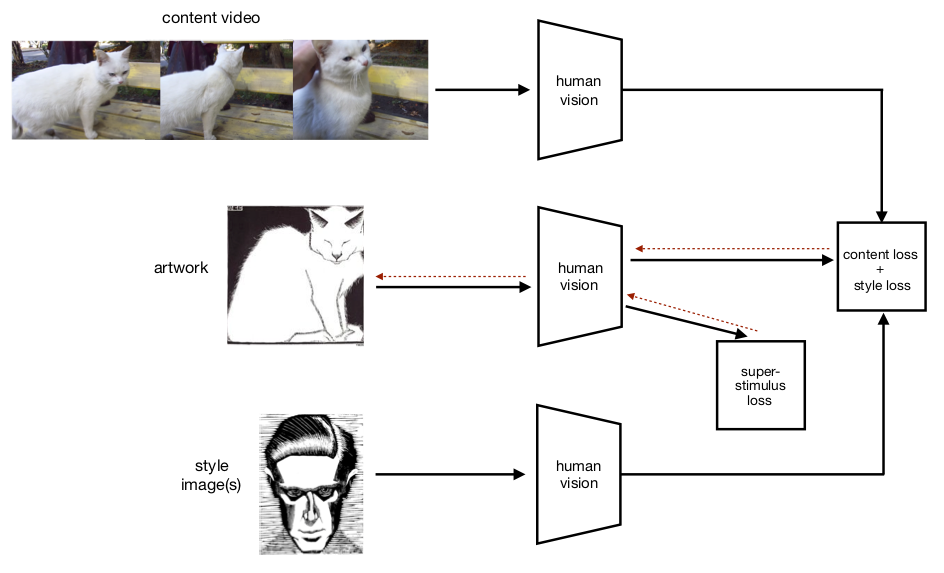 content video
human
vision
artwork
human
vision
content loss
+
style loss
super-
stimulus
loss
style
image(s)
human
vision